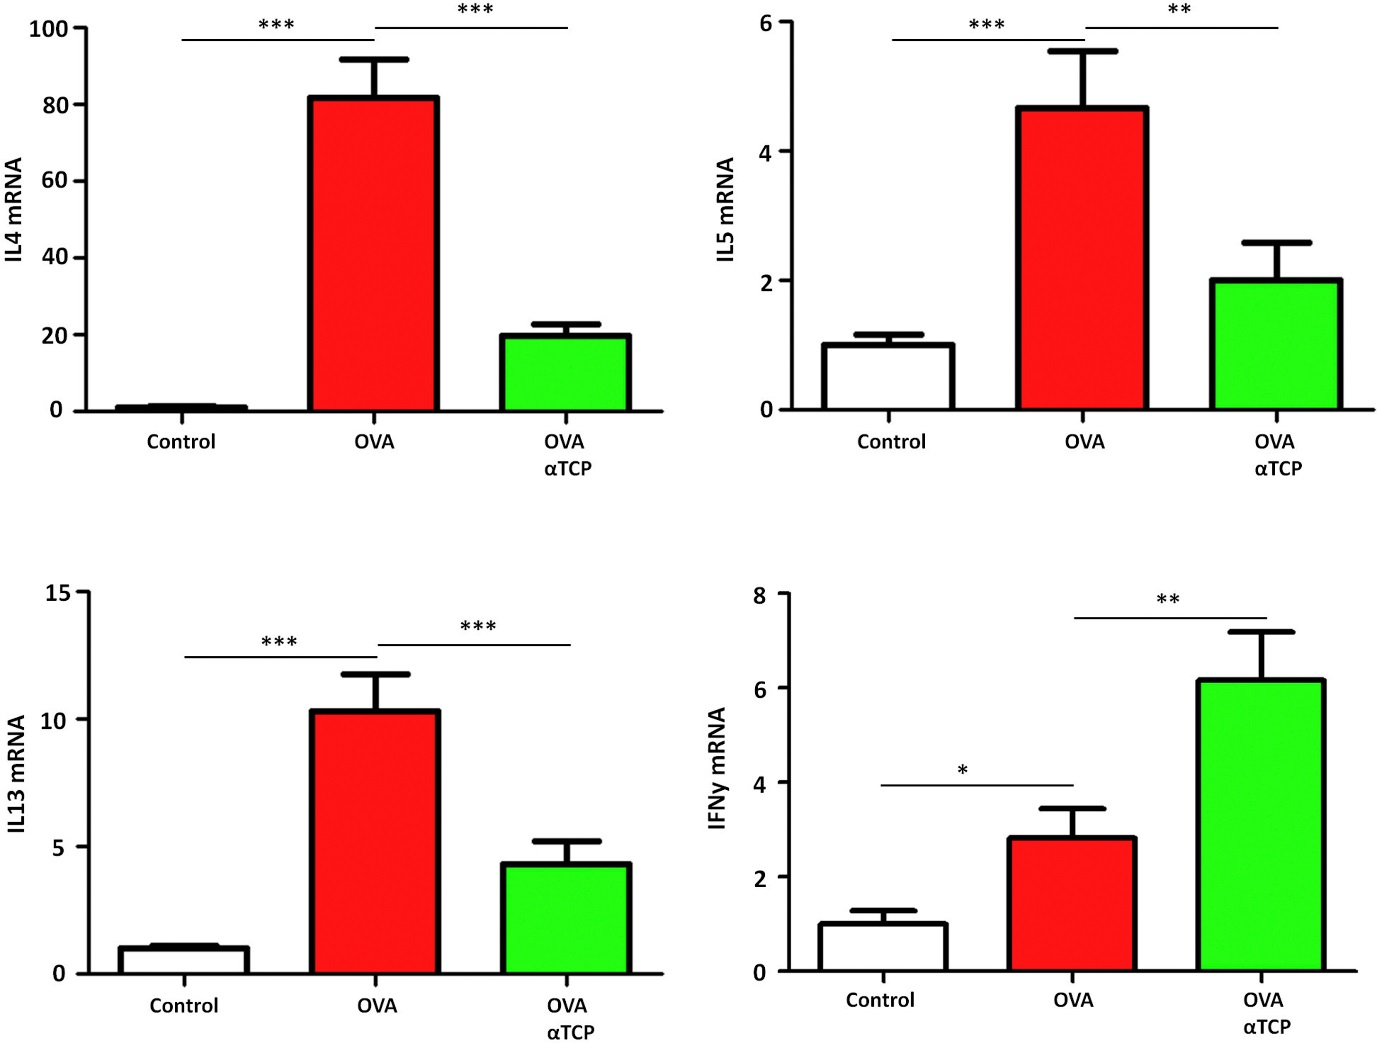 ***
***
100
80
60
40
20
0
IL4 mRNA
Control
OVA
OVA
αTCP
***
**
6
4
2
0
IL5 mRNA
Control
OVA
OVA
αTCP
***
***
15
10
5
0
IL13 mRNA
Control
OVA
OVA
αTCP
*
**
8
6
4
2
0
IFNγ mRNA
Control
OVA
OVA
αTCP